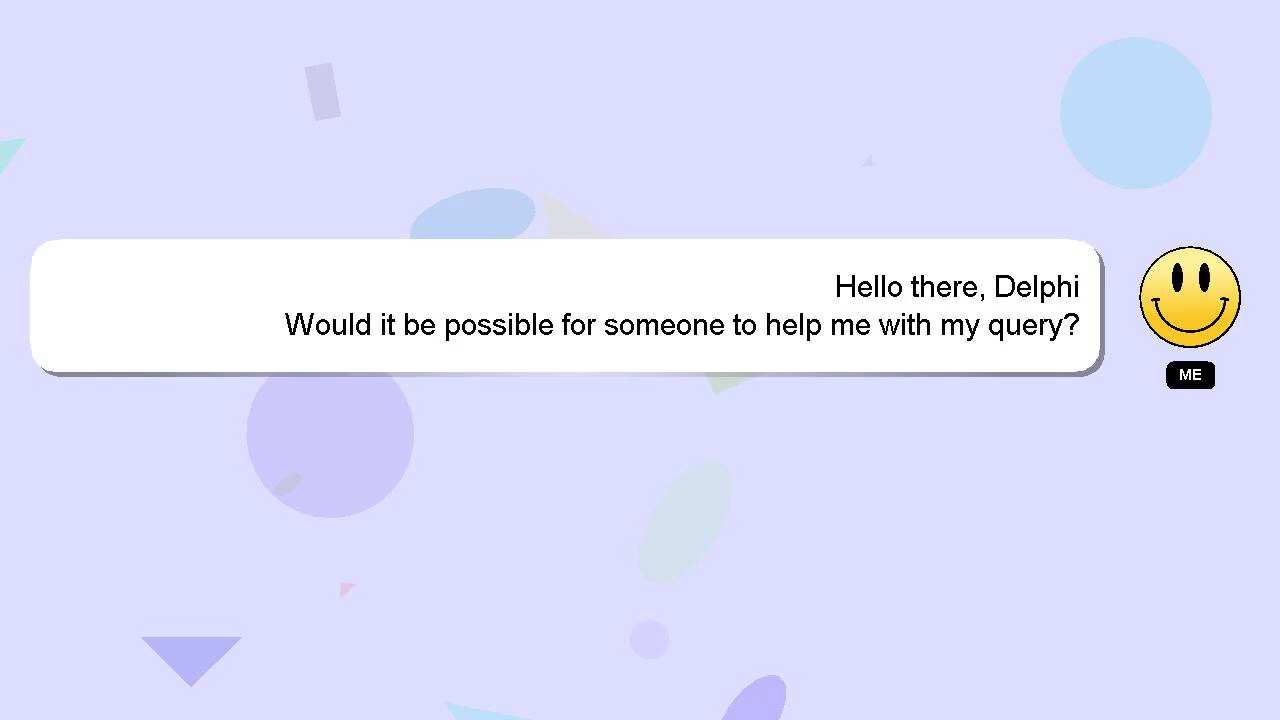 Hello there, Delphi
Would it be possible for someone to help me with my query?
ME